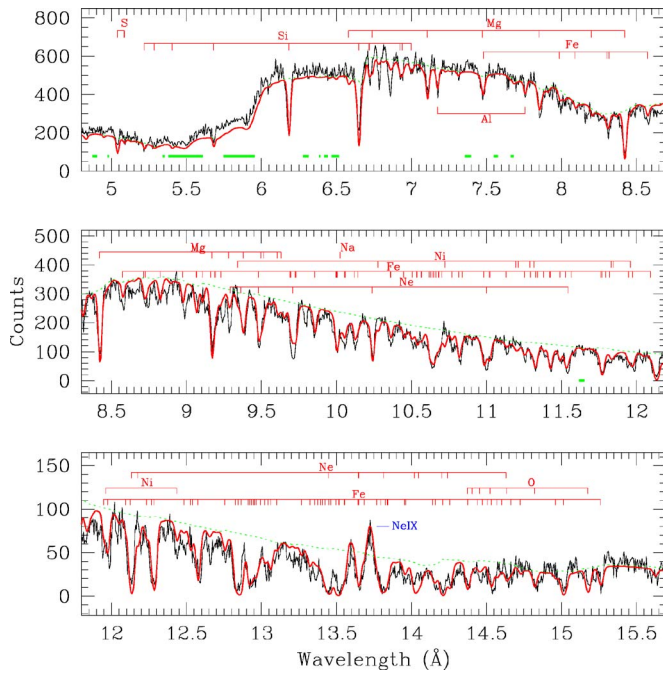 S Mg
Si
Fe
Al
800
600
400
200
0
5 5.5 6 6.5 7 7.5 8 8.5
Mg Na
Ni
Fe
Ne
500
400
300
200
100
0
8.5 9 9.5 10 10.5 11 11.5 12
Counts
Ne
O
Ni
Fe
NeIX
150
100
50
0
12 12.5 13 13.5 14 14.5 15 15.5
Wavelength (Å)